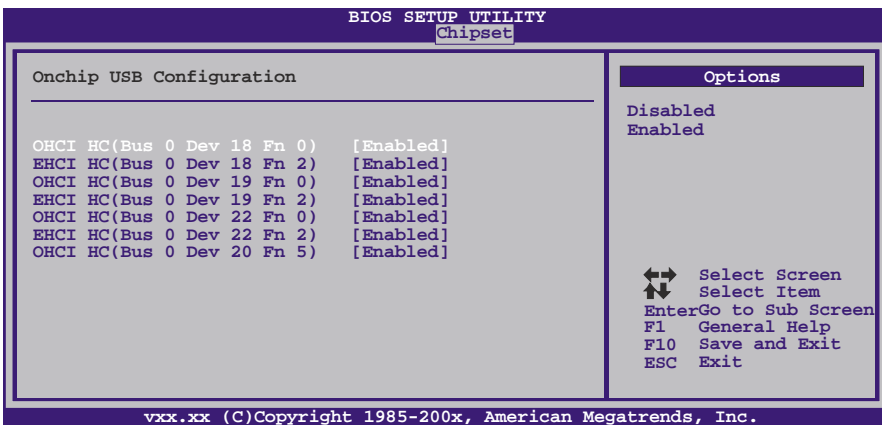 BIOS SETUP UTILITY
Chipset
Onchip USB Configuration
OHCI HC(Bus 0 Dev 18 Fn 0) [Enabled]
EHCI HC(Bus 0 Dev 18 Fn 2) [Enabled]
OHCI HC(Bus 0 Dev 19 Fn 0) [Enabled]
EHCI HC(Bus 0 Dev 19 Fn 2) [Enabled]
OHCI HC(Bus 0 Dev 22 Fn 0) [Enabled]
EHCI HC(Bus 0 Dev 22 Fn 2) [Enabled]
OHCI HC(Bus 0 Dev 20 Fn 5) [Enabled]
Options
Disabled
Enabled
Select Screen
Select Item
EnterGo to Sub Screen
F1 General Help
F10 Save and Exit
ESC Exit
vxx.xx (C)Copyright 1985-200x, American Megatrends, Inc.